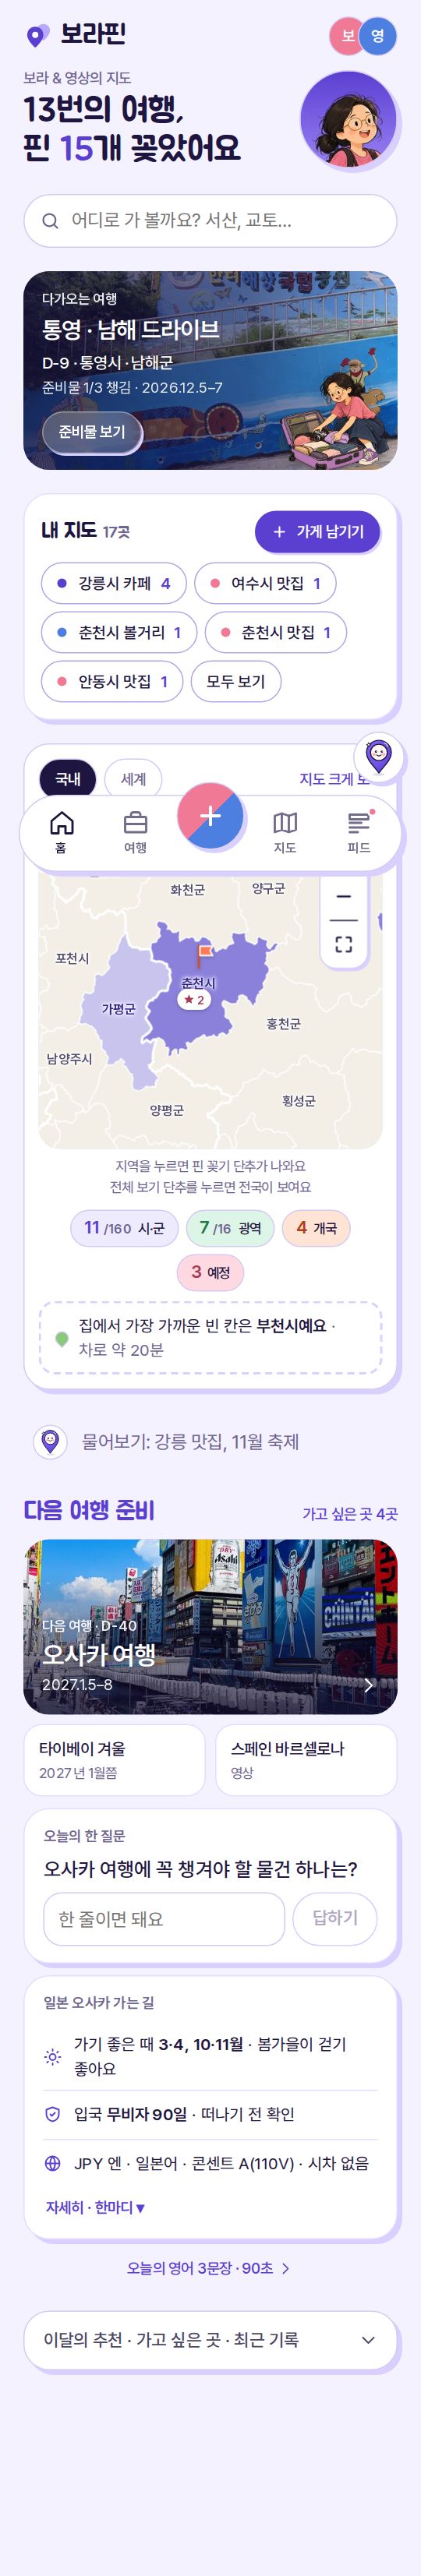 보라핀
보 영
보라 & 영상의 지도
13번의 여행,
핀 15개 꽂았어요
어디로 가 볼까요? 서산, 교토...
다가오는 여행
통영 · 남해 드라이브
D-9 · 통영시·남해군
준비물 1/3 챙김 · 2026.12.5–7
준비물 보기
내 지도 17곳
+ 가게 남기기
강릉시 카페 4
여수시 맛집 1
춘천시 볼거리 1
춘천시 맛집 1
안동시 맛집 1
모두 보기
국내 세계
지도 크게
홈 여행 + 지도 피드
화천군 양구군
포천시
춘천시
★ 2
가평군
홍천군
남양주시
횡성군
양평군
지역을 누르면 핀 꽂기 단추가 나와요
전체 보기 단추를 누르면 전국이 보여요
11 /160 시·군
7 /16 광역
4 개국
3 예정
집에서 가장 가까운 빈 칸은 부천시예요 ·
차로 약 20분
물어보기: 강릉 맛집, 11월 축제
다음 여행 준비
가고 싶은 곳 4곳
Asahi
다음 여행 · D-40
오사카 여행
2027.1.5–8
타이베이 겨울
2027년 1월쯤
스페인 바르셀로나
영상
오늘의 한 질문
오사카 여행에 꼭 챙겨야 할 물건 하나는?
한 줄이면 돼요
답하기
일본 오사카 가는 길
가기 좋은 때 3·4, 10·11월 · 봄가을이 걷기
좋아요
입국 무비자 90일 · 떠나기 전 확인
JPY 엔 · 일본어 · 콘센트 A(110V) · 시차 없음
자세히 · 한마디 ▾
오늘의 영어 3문장 · 90초
이달의 추천 · 가고 싶은 곳 · 최근 기록